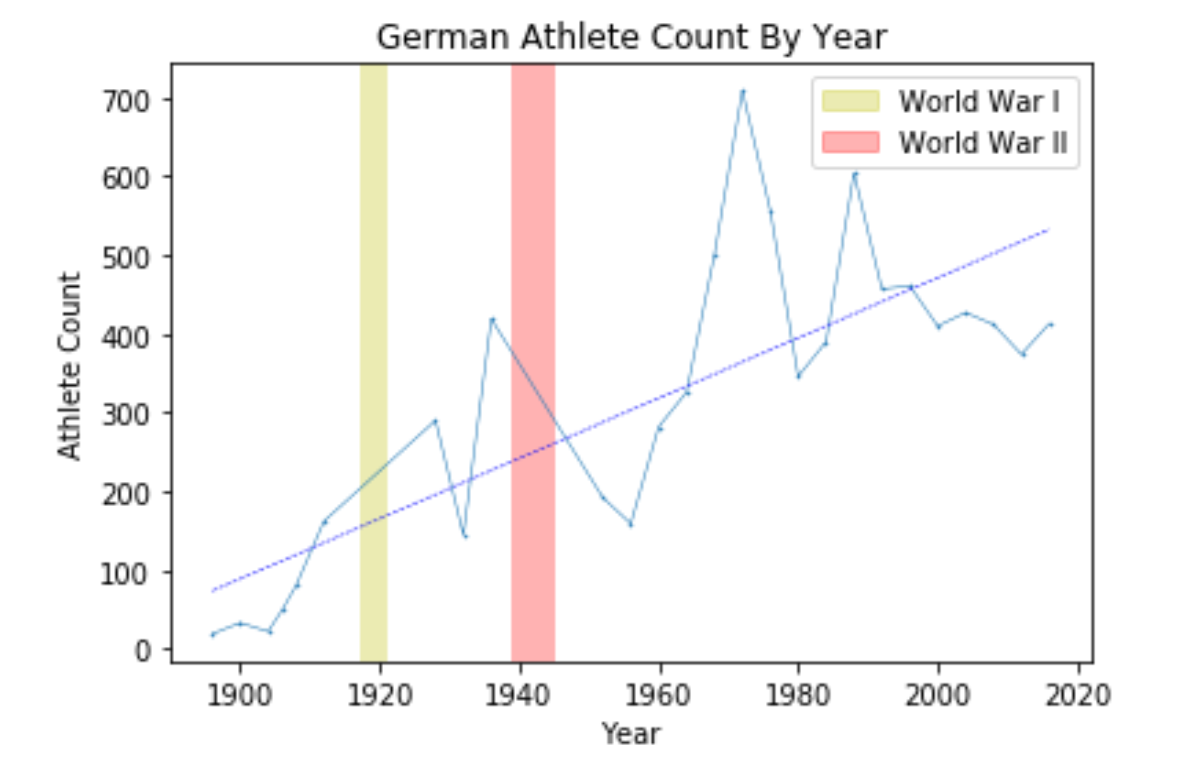 German Athlete Count By Year
World War I
World War II
700
600
500
400
300
200
100
0
Athlete Count
1900 1920 1940 1960 1980 2000 2020
Year